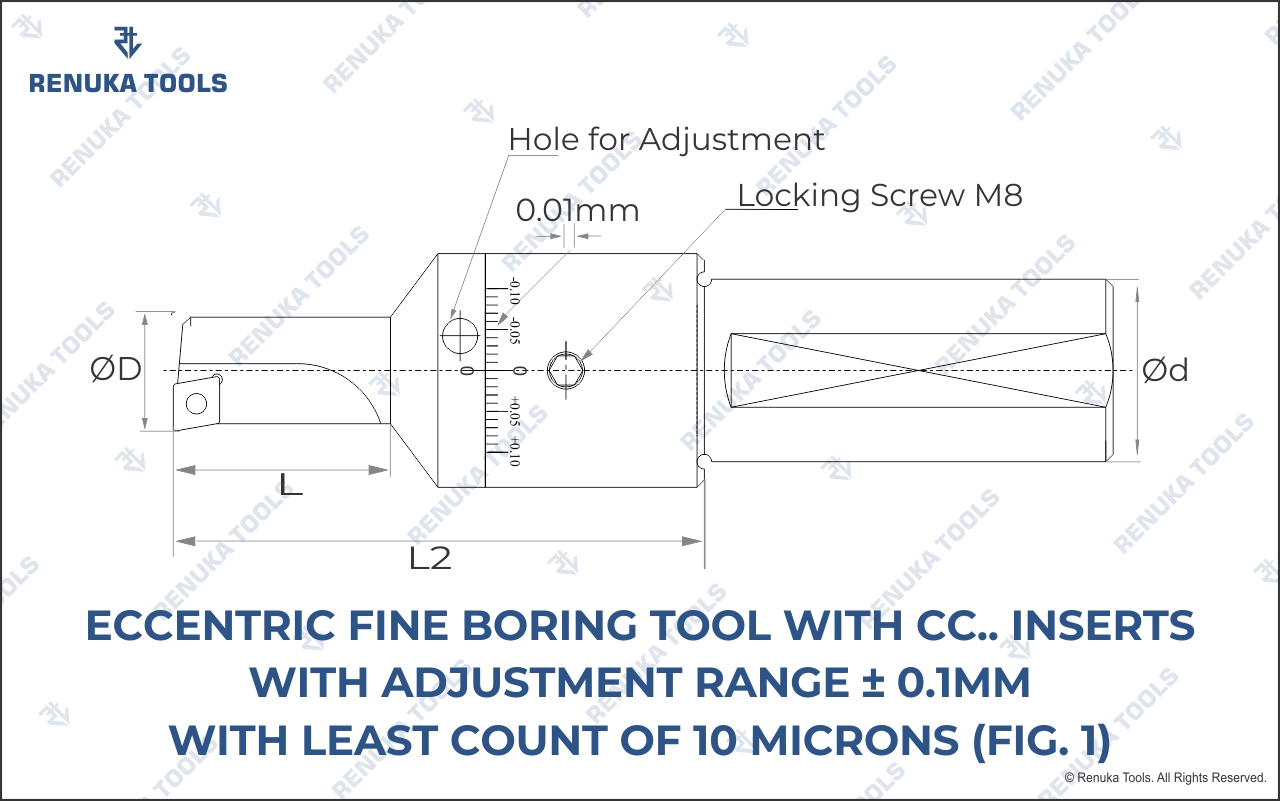 RENUKA TOOLS
Hole for Adjustment
Locking Screw M8
0.01mm
-0.10
-0.05
0
0
+0.05
+0.10
ØD
Ød
L
L2
ECCENTRIC FINE BORING TOOL WITH CC.. INSERTS
WITH ADJUSTMENT RANGE ± 0.1MM
WITH LEAST COUNT OF 10 MICRONS (FIG. 1)
© Renuka Tools. All Rights Reserved.